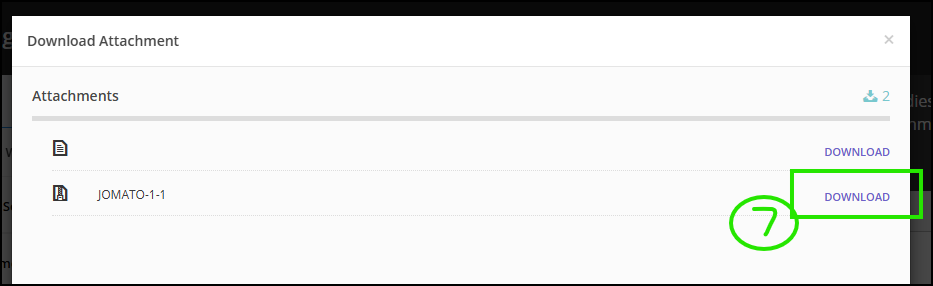 Download Attachment ×
Attachments 2
DOWNLOAD
JOMATO-1-1 DOWNLOAD
7